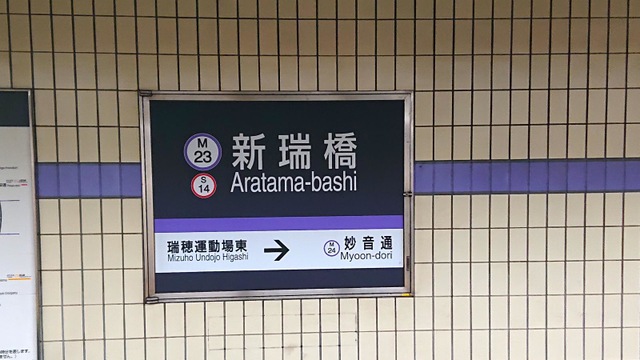 M
23
新瑞橋
S
14
Aratama-bashi
瑞穂運動場東
Mizuho Undojo Higashi
→
M
24
妙音通
Myoon-dori